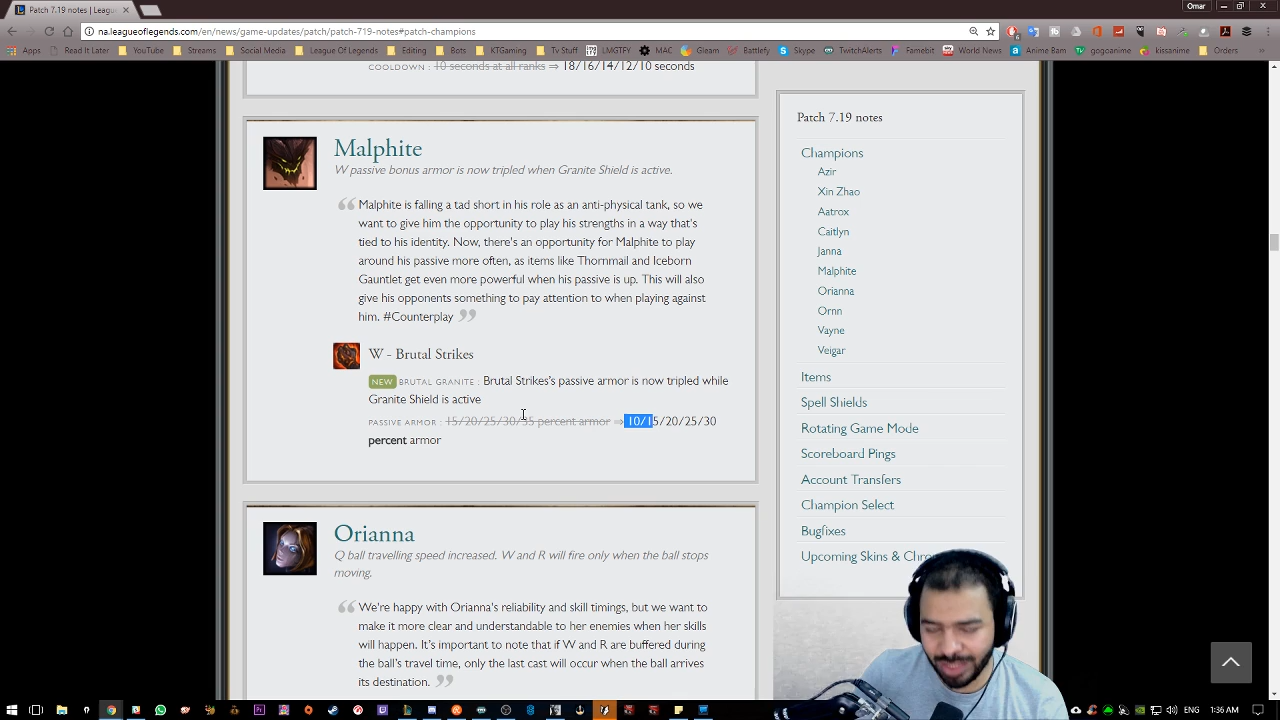 Patch 7.19 notes | Leagu
Omar
na.leagueoflegends.com/en/news/game-updates/patch/patch-719-notes#patch-champions
Apps Read It Later YouTube Streams Social Media League Of Legends Editing Bots KTGaming Tv Stuff LMGTFY MAC Gleam Battlefy Skype TwitchAlerts Famebit World News Anime Bam gogoanime kissanime Orders
COOLDOWN : 10 seconds at all ranks ⇒ 18/16/14/12/10 seconds
Malphite
W passive bonus armor is now tripled when Granite Shield is active.
Malphite is falling a tad short in his role as an anti-physical tank, so we
want to give him the opportunity to play his strengths in a way that's
tied to his identity. Now, there's an opportunity for Malphite to play
around his passive more often, as items like Thornmail and Iceborn
Gauntlet get even more powerful when his passive is up. This will also
give his opponents something to pay attention to when playing against
him. #Counterplay
W - Brutal Strikes
NEW BRUTAL GRANITE : Brutal Strikes's passive armor is now tripled while
Granite Shield is active
PASSIVE ARMOR : 15/20/25/30/35 percent armor ⇒ 10/15/20/25/30
percent armor
Orianna
Q ball travelling speed increased. W and R will fire only when the ball stops
moving.
We're happy with Orianna's reliability and skill timings, but we want to
make it more clear and understandable to her enemies when her skills
will happen. It's important to note that if W and R are buffered during
the ball's travel time, only the last cast will occur when the ball arrives
its destination.
Patch 7.19 notes
Champions
Azir
Xin Zhao
Aatrox
Caitlyn
Janna
Malphite
Orianna
Ornn
Vayne
Veigar
Items
Spell Shields
Rotating Game Mode
Scoreboard Pings
Account Transfers
Champion Select
Bugfixes
Upcoming Skins & Chro
ENG 1:36 AM